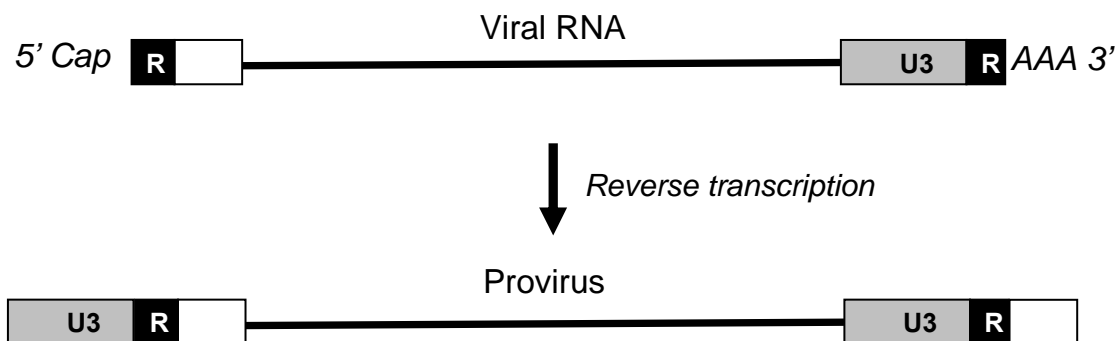 Viral RNA
5’ Cap R U3 R AAA 3’
Reverse transcription
Provirus
U3 R U3 R